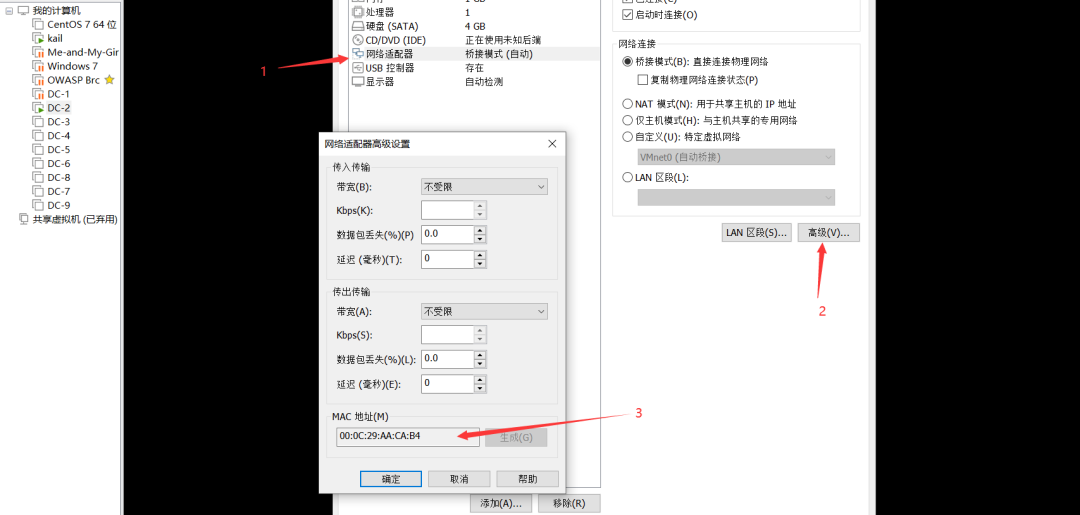 我的计算机
CentOS 7 64 位
kail
Me-and-My-Gir
Windows 7
OWASP Brc
DC-1
DC-2
DC-3
DC-4
DC-5
DC-6
DC-8
DC-7
DC-9
共享虚拟机 (已弃用)
处理器 1
硬盘 (SATA) 4 GB
CD/DVD (IDE) 正在使用未知后端
网络适配器 桥接模式 (自动)
USB 控制器 存在
显示器 自动检测
1
网络适配器高级设置
传入传输
带宽(B): 不受限
Kbps(K):
数据包丢失(%)(P) 0.0
延迟 (毫秒)(T): 0
传出传输
带宽(A): 不受限
Kbps(S):
数据包丢失(%)(L): 0.0
延迟 (毫秒)(E): 0
MAC 地址(M)
00:0C:29:AA:CA:B4 生成(G)
3
确定 取消 帮助
添加(A)... 移除(R)
启动时连接(O)
网络连接
桥接模式(B): 直接连接物理网络
复制物理网络连接状态(P)
NAT 模式(N): 用于共享主机的 IP 地址
仅主机模式(H): 与主机共享的专用网络
自定义(U): 特定虚拟网络
VMnet0 (自动桥接)
LAN 区段(L):
LAN 区段(S)... 高级(V)...
2